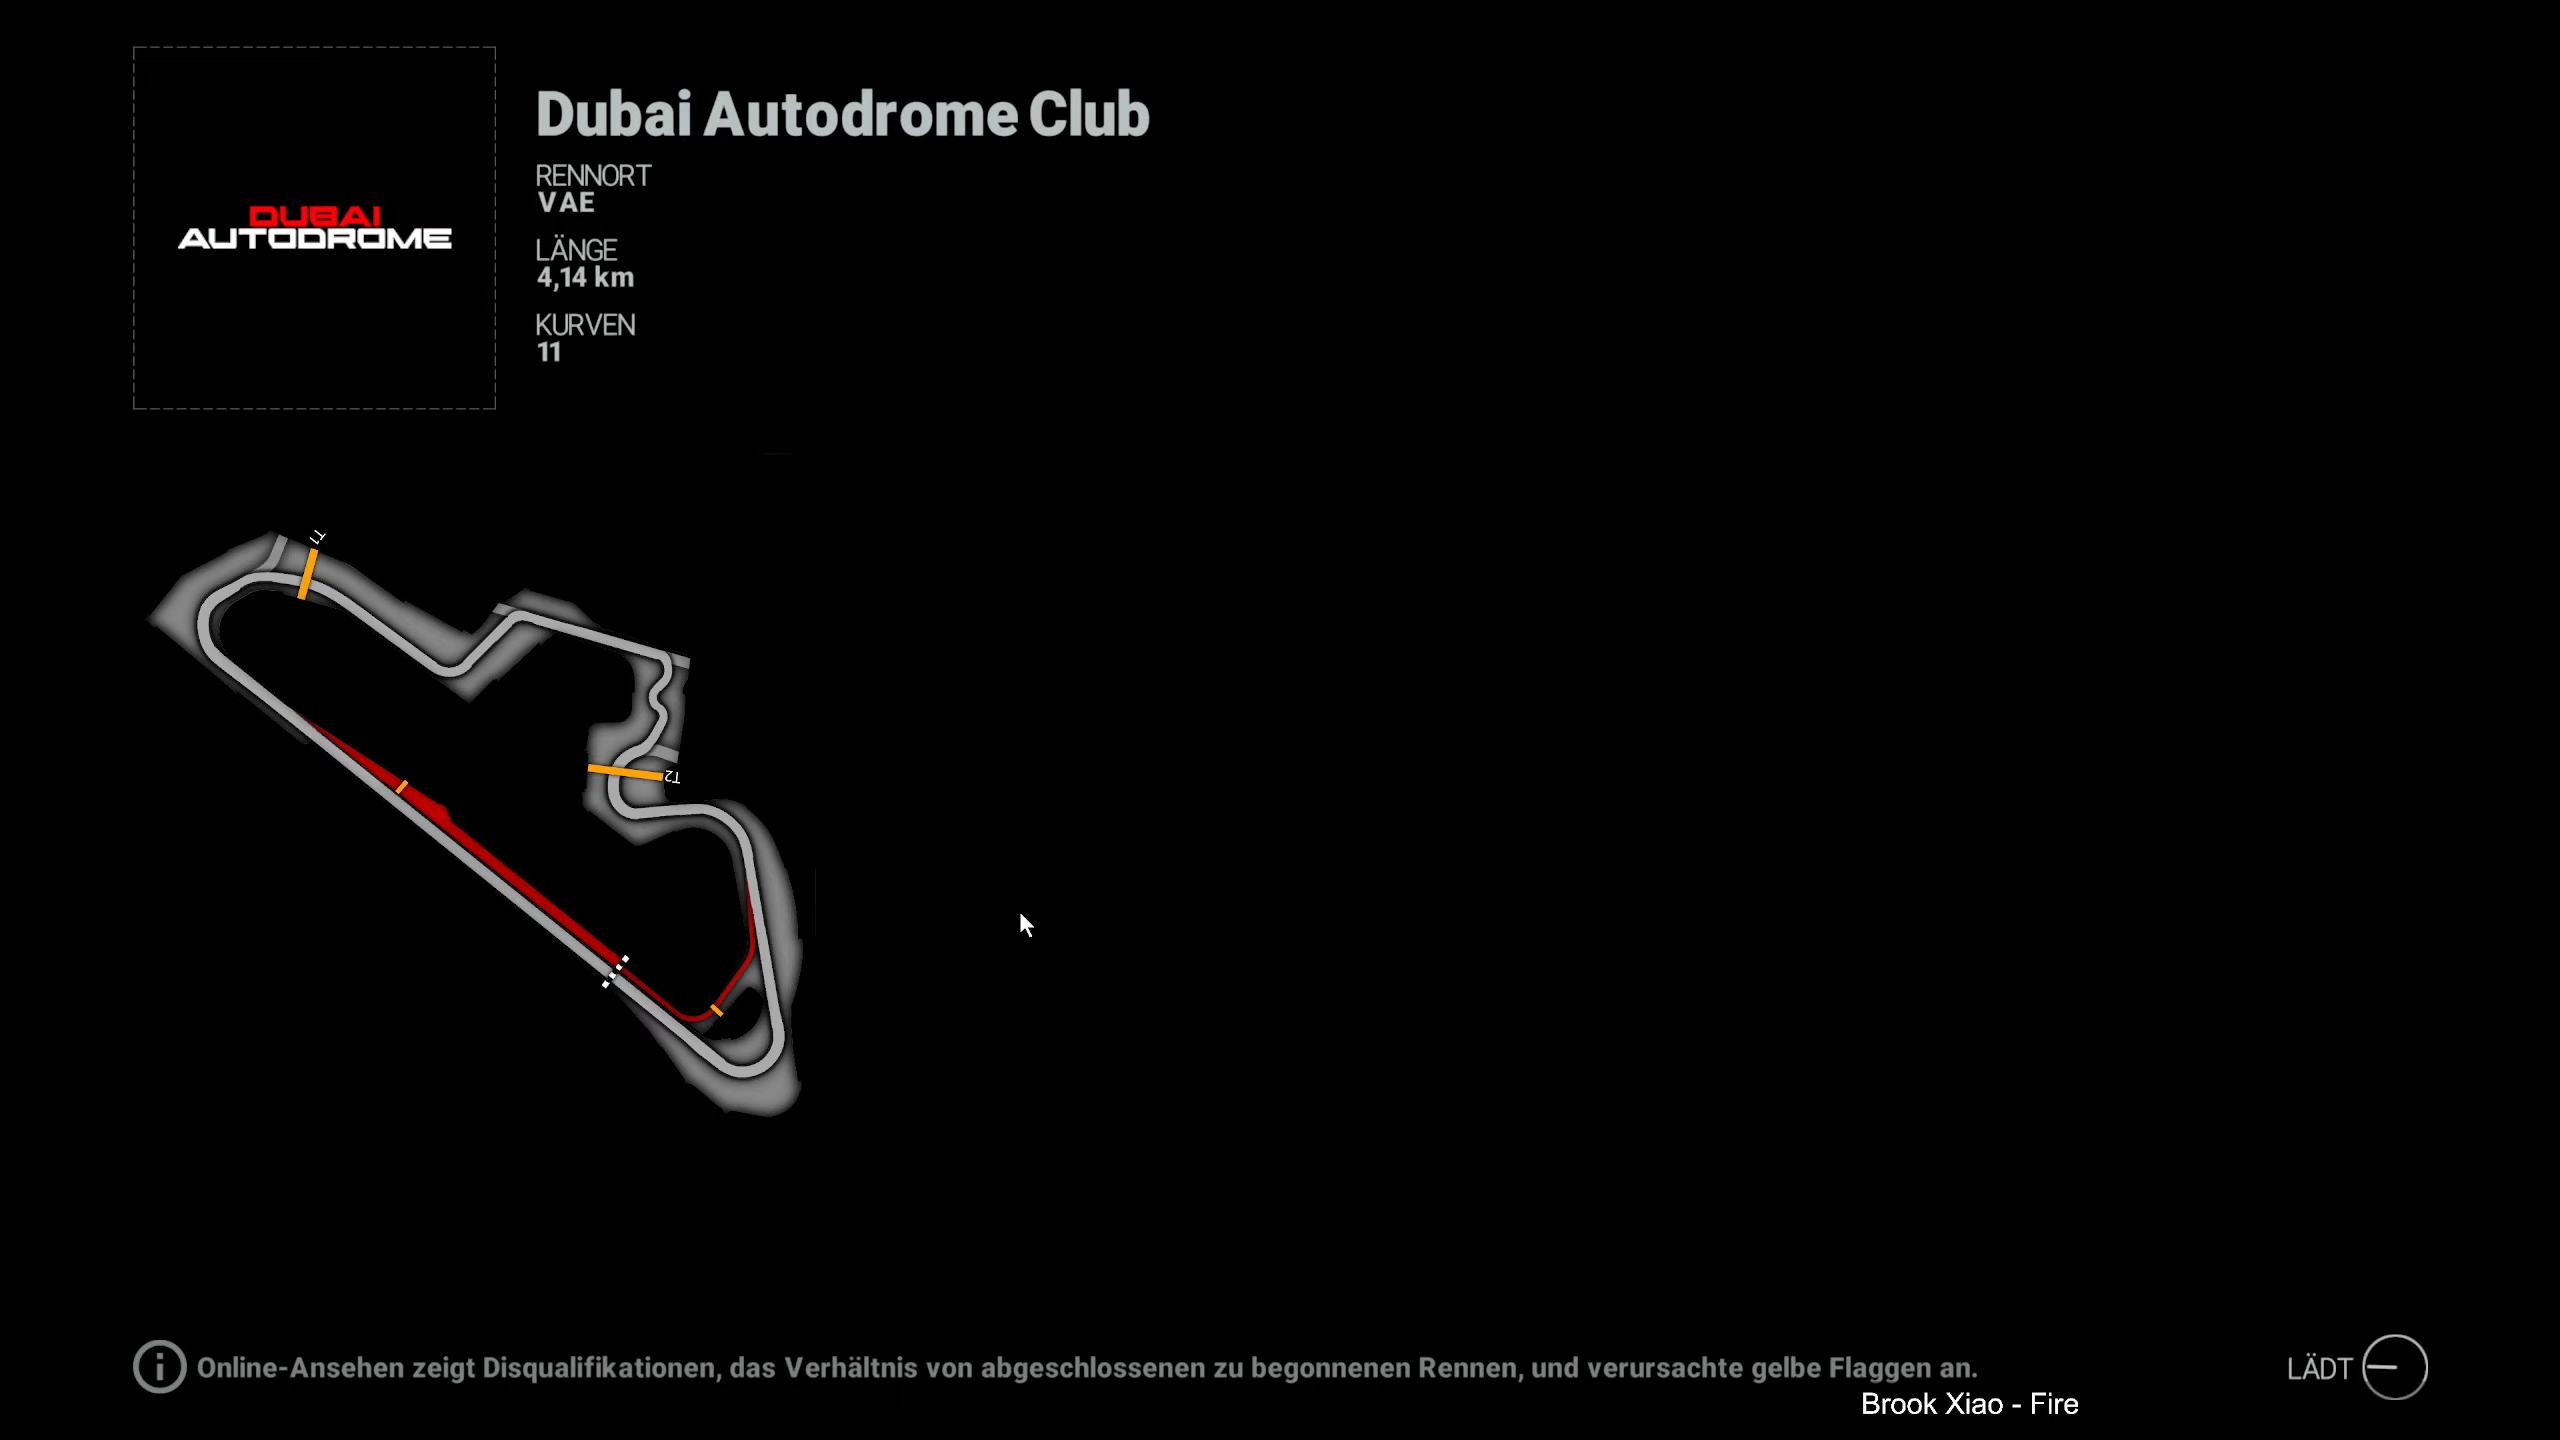 DUBAI
AUTODROME
Dubai Autodrome Club
RENNORT
VAE
LÄNGE
4,14 km
KURVEN
11
T1
T2
Online-Ansehen zeigt Disqualifikationen, das Verhältnis von abgeschlossenen zu begonnenen Rennen, und verursachte gelbe Flaggen an.
LÄDT
Brook Xiao - Fire